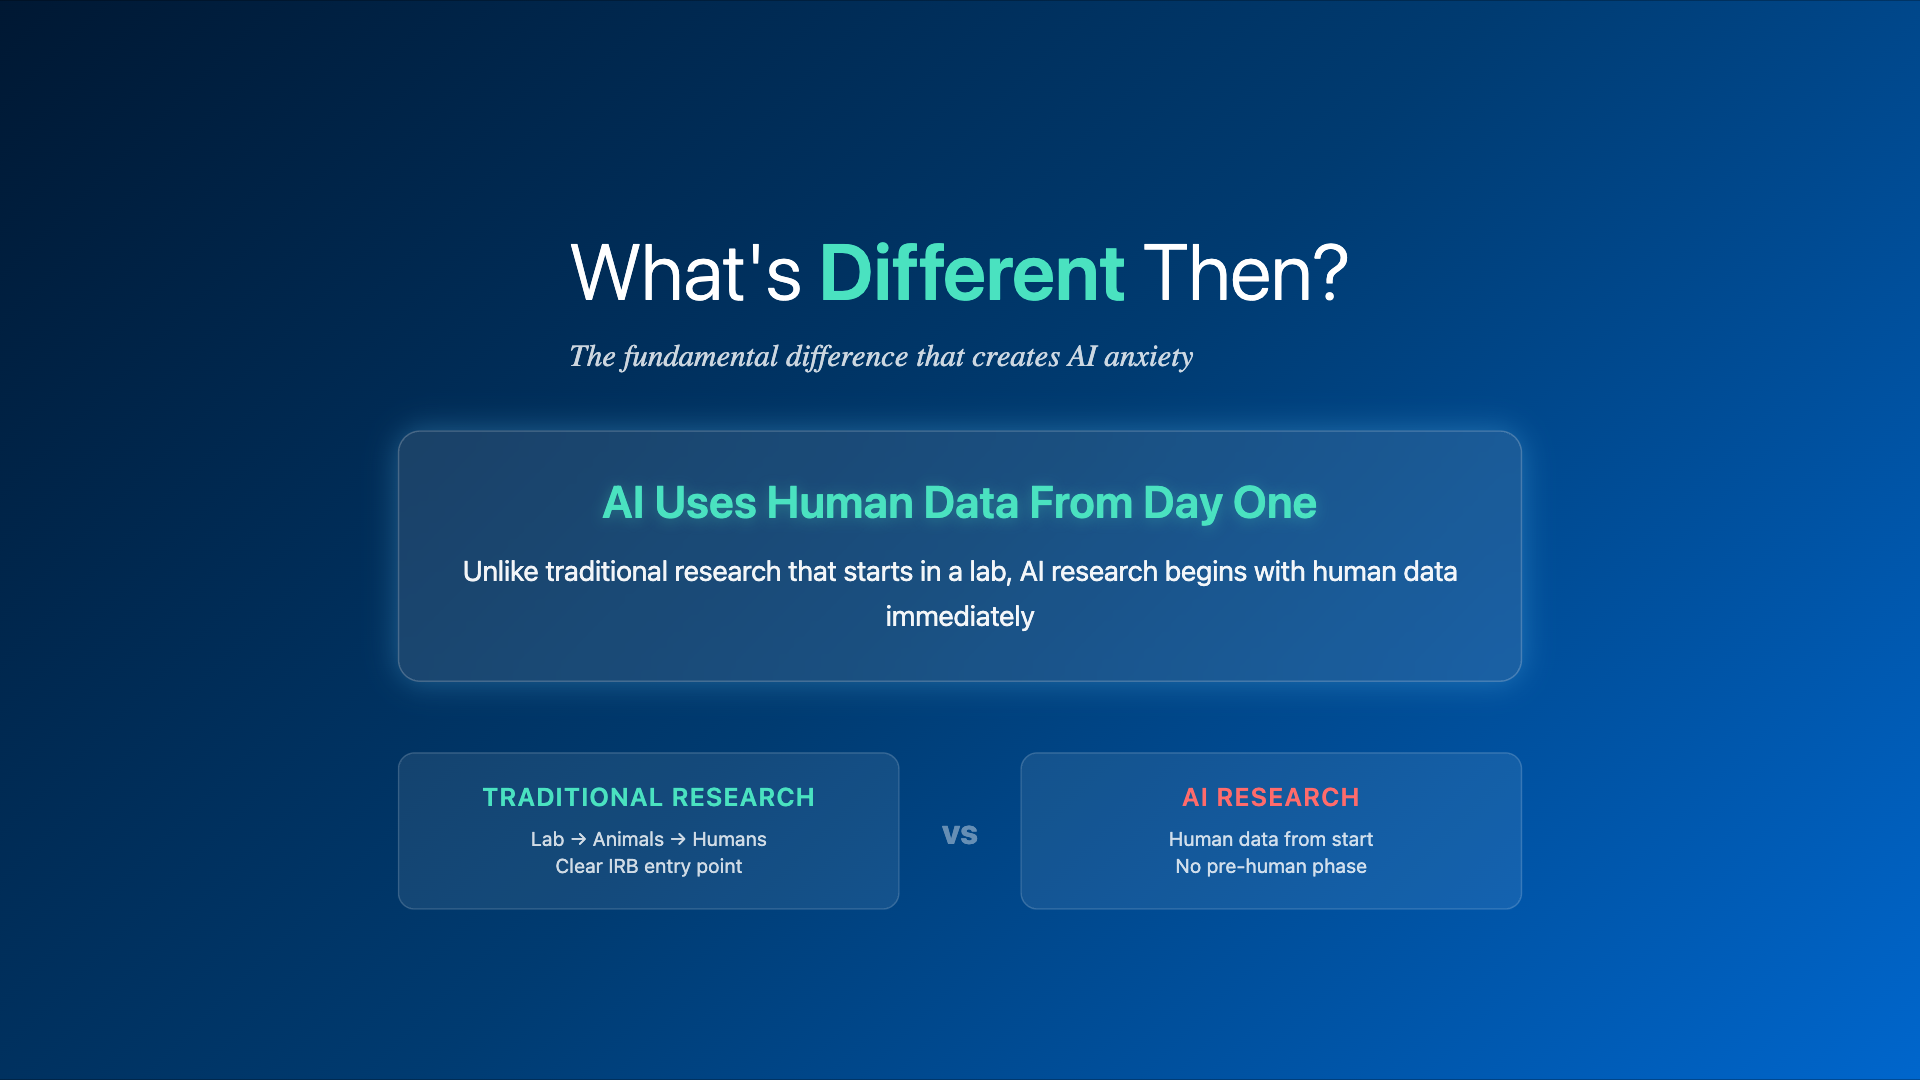 What's Different Then?
The fundamental difference that creates AI anxiety
AI Uses Human Data From Day One
Unlike traditional research that starts in a lab, AI research begins with human data
immediately
TRADITIONAL RESEARCH
Lab → Animals → Humans
Clear IRB entry point
vs
AI RESEARCH
Human data from start
No pre-human phase